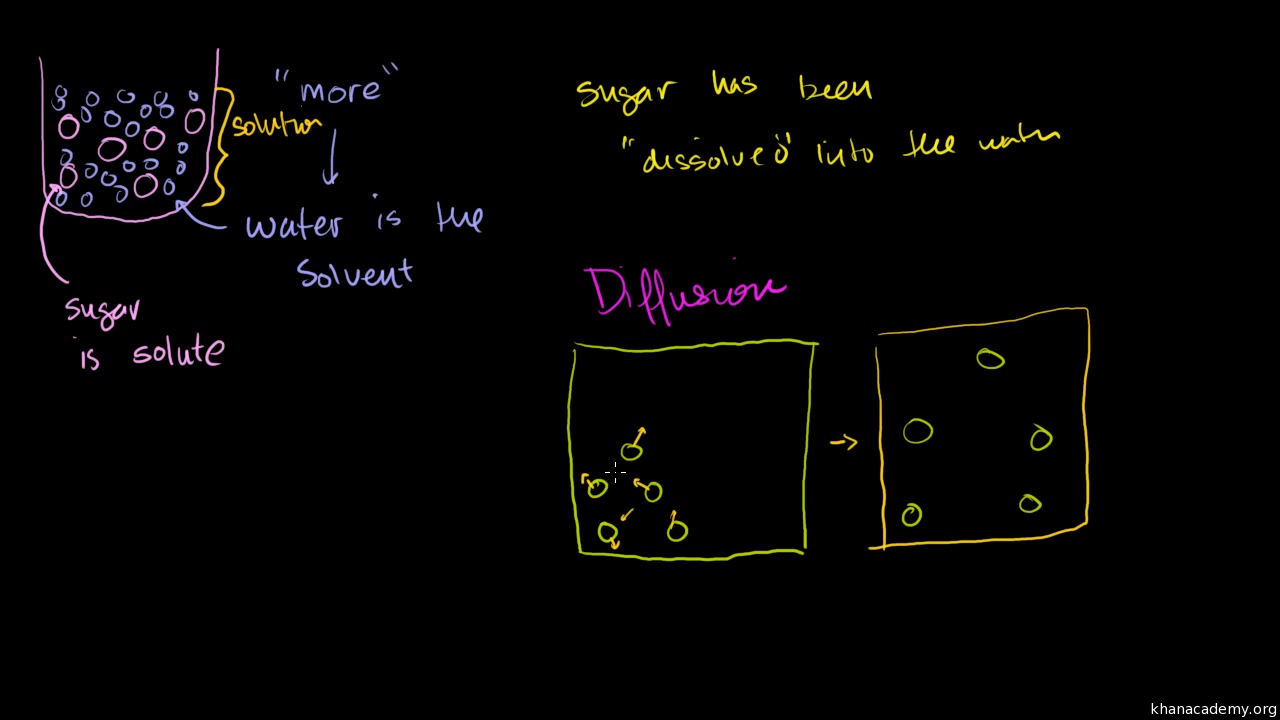 "more"
solution
water is the
solvent
sugar
is solute
sugar has been
"dissolved" into the water
Diffusion
khanacademy.org